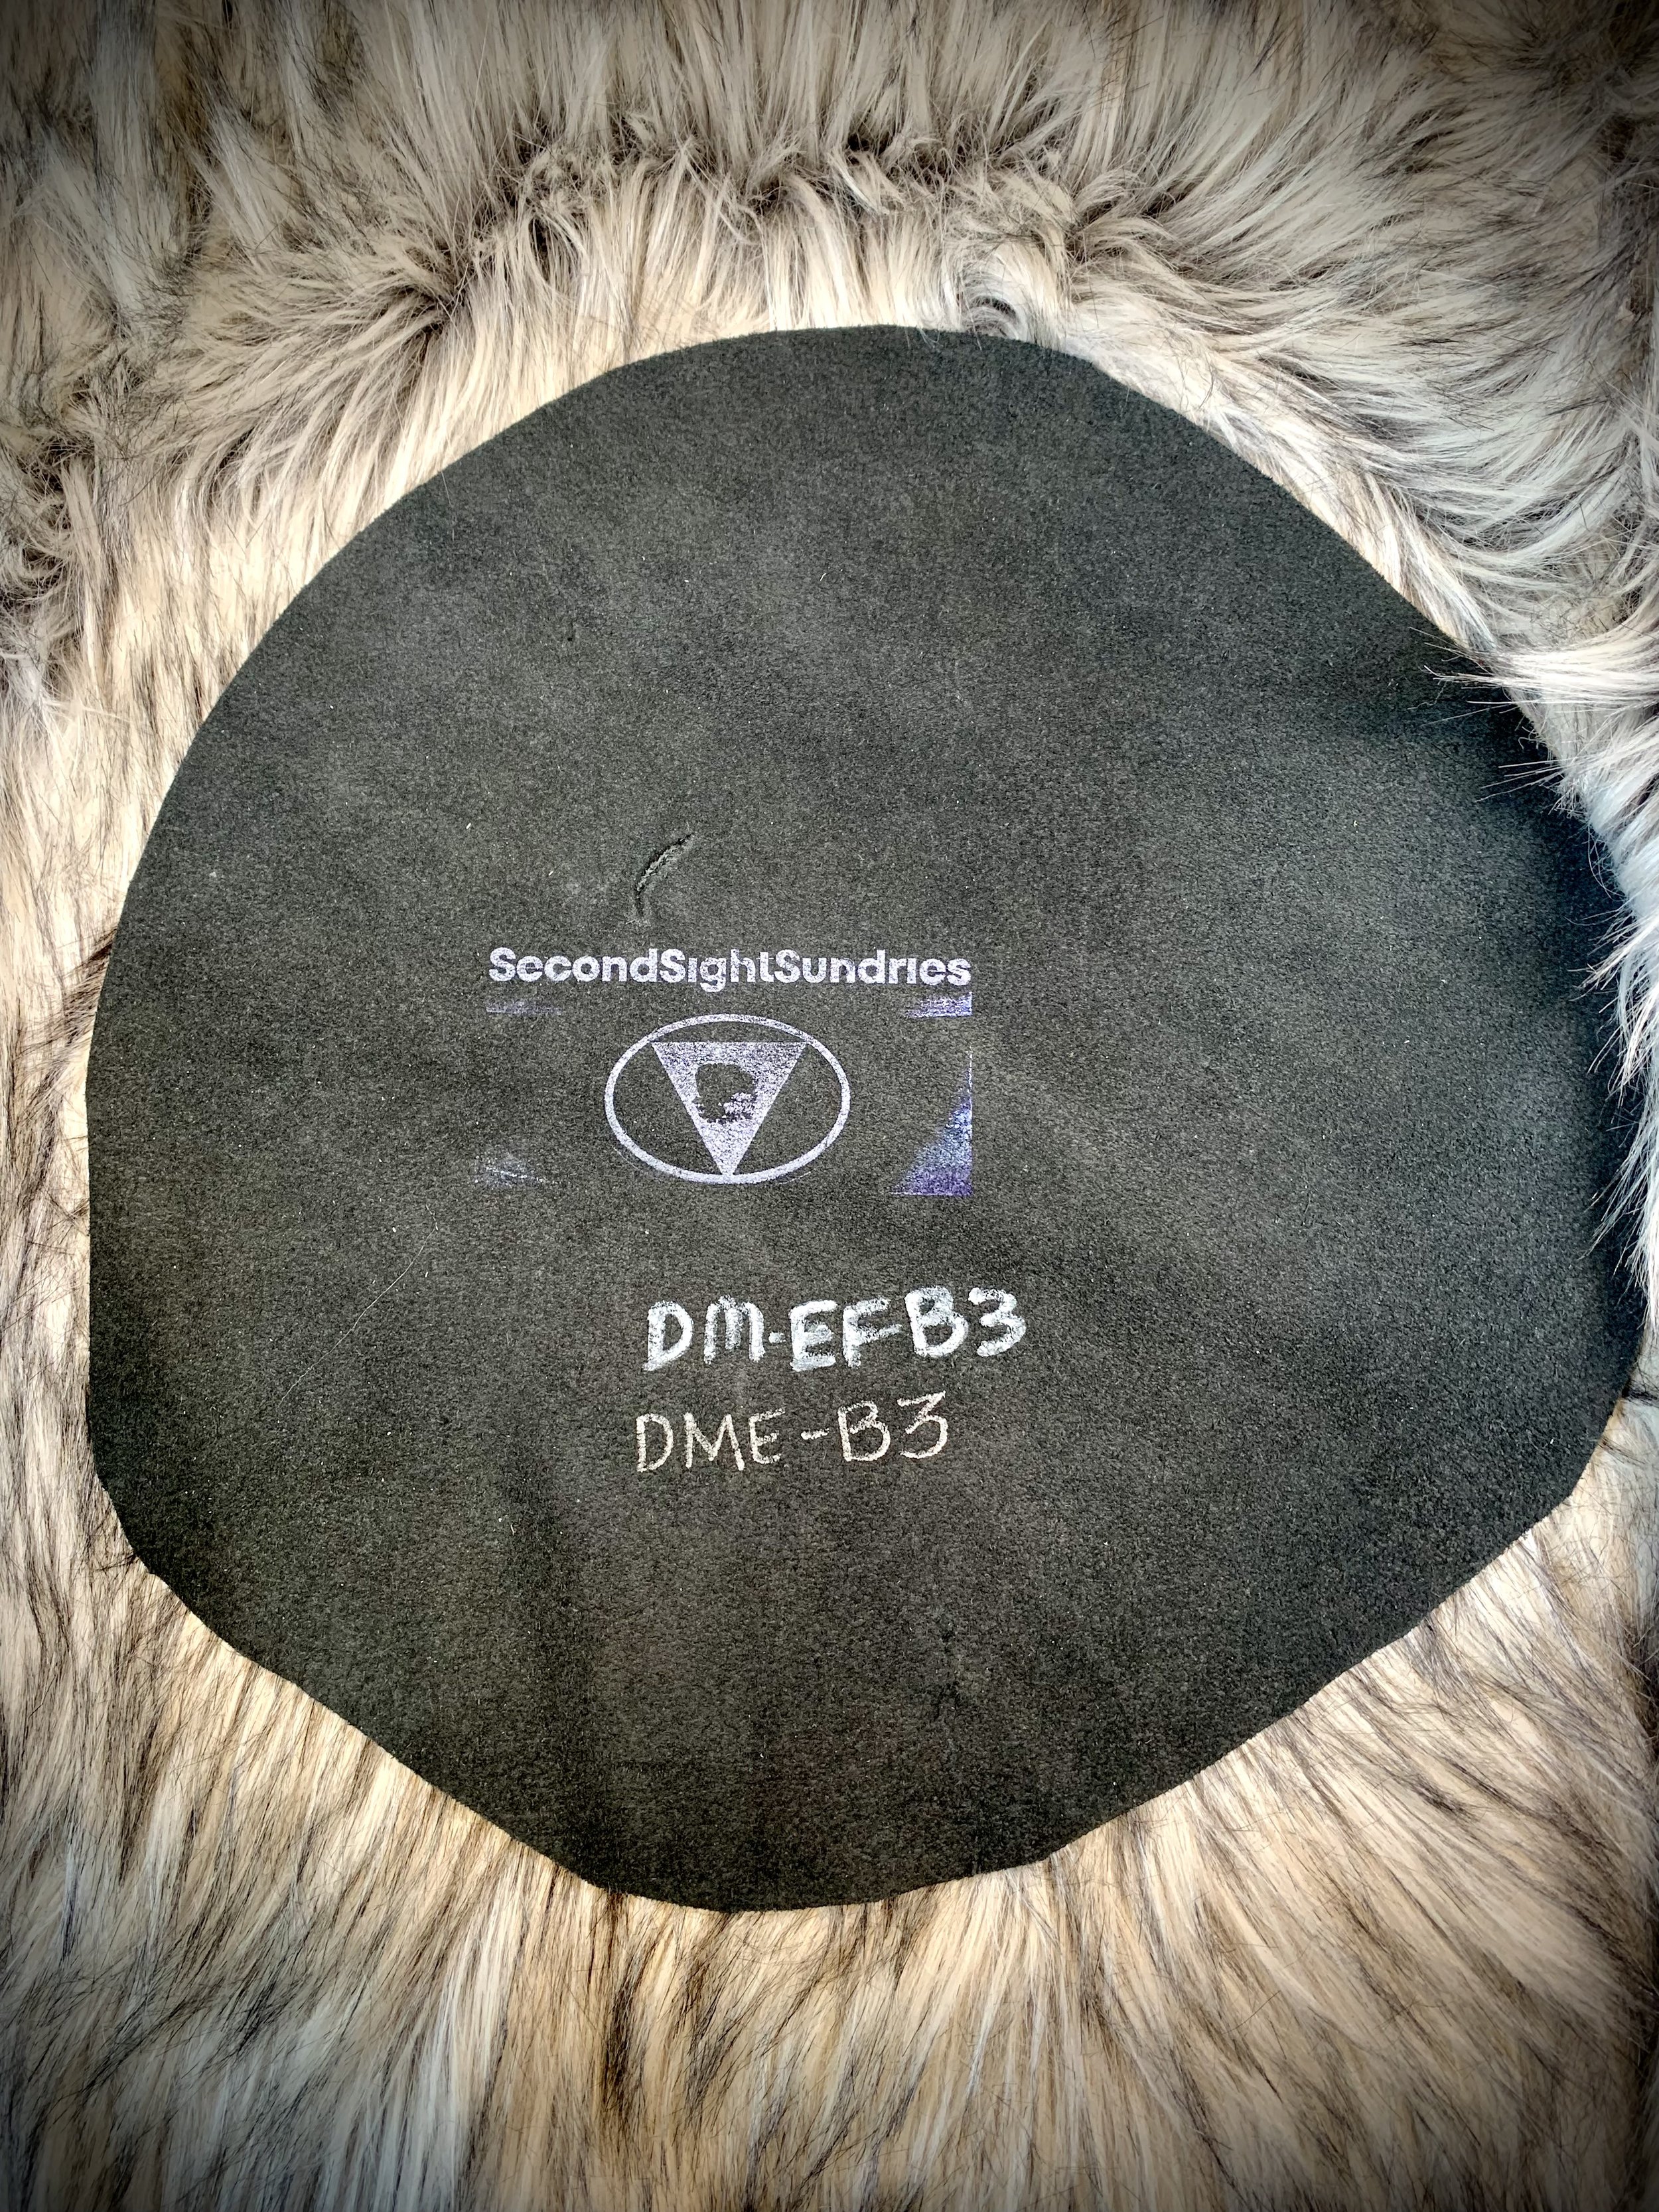 SecondSightSundries
DM-EFB3
DME-B3